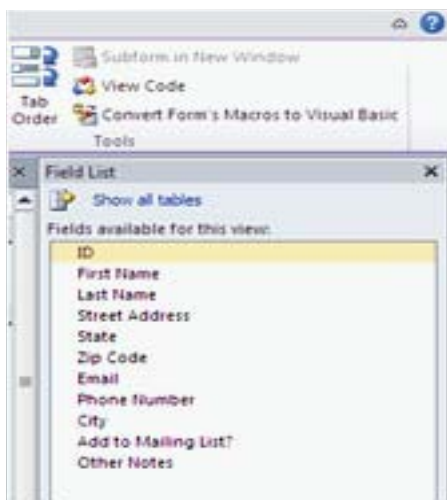 Subform in New Window
View Code
Tab
Order
Convert Form's Macros to Visual Basic
Tools
Field List
Show all tables
Fields available for this view:
ID
First Name
Last Name
Street Address
State
Zip Code
Email
Phone Number
City
Add to Mailing List?
Other Notes